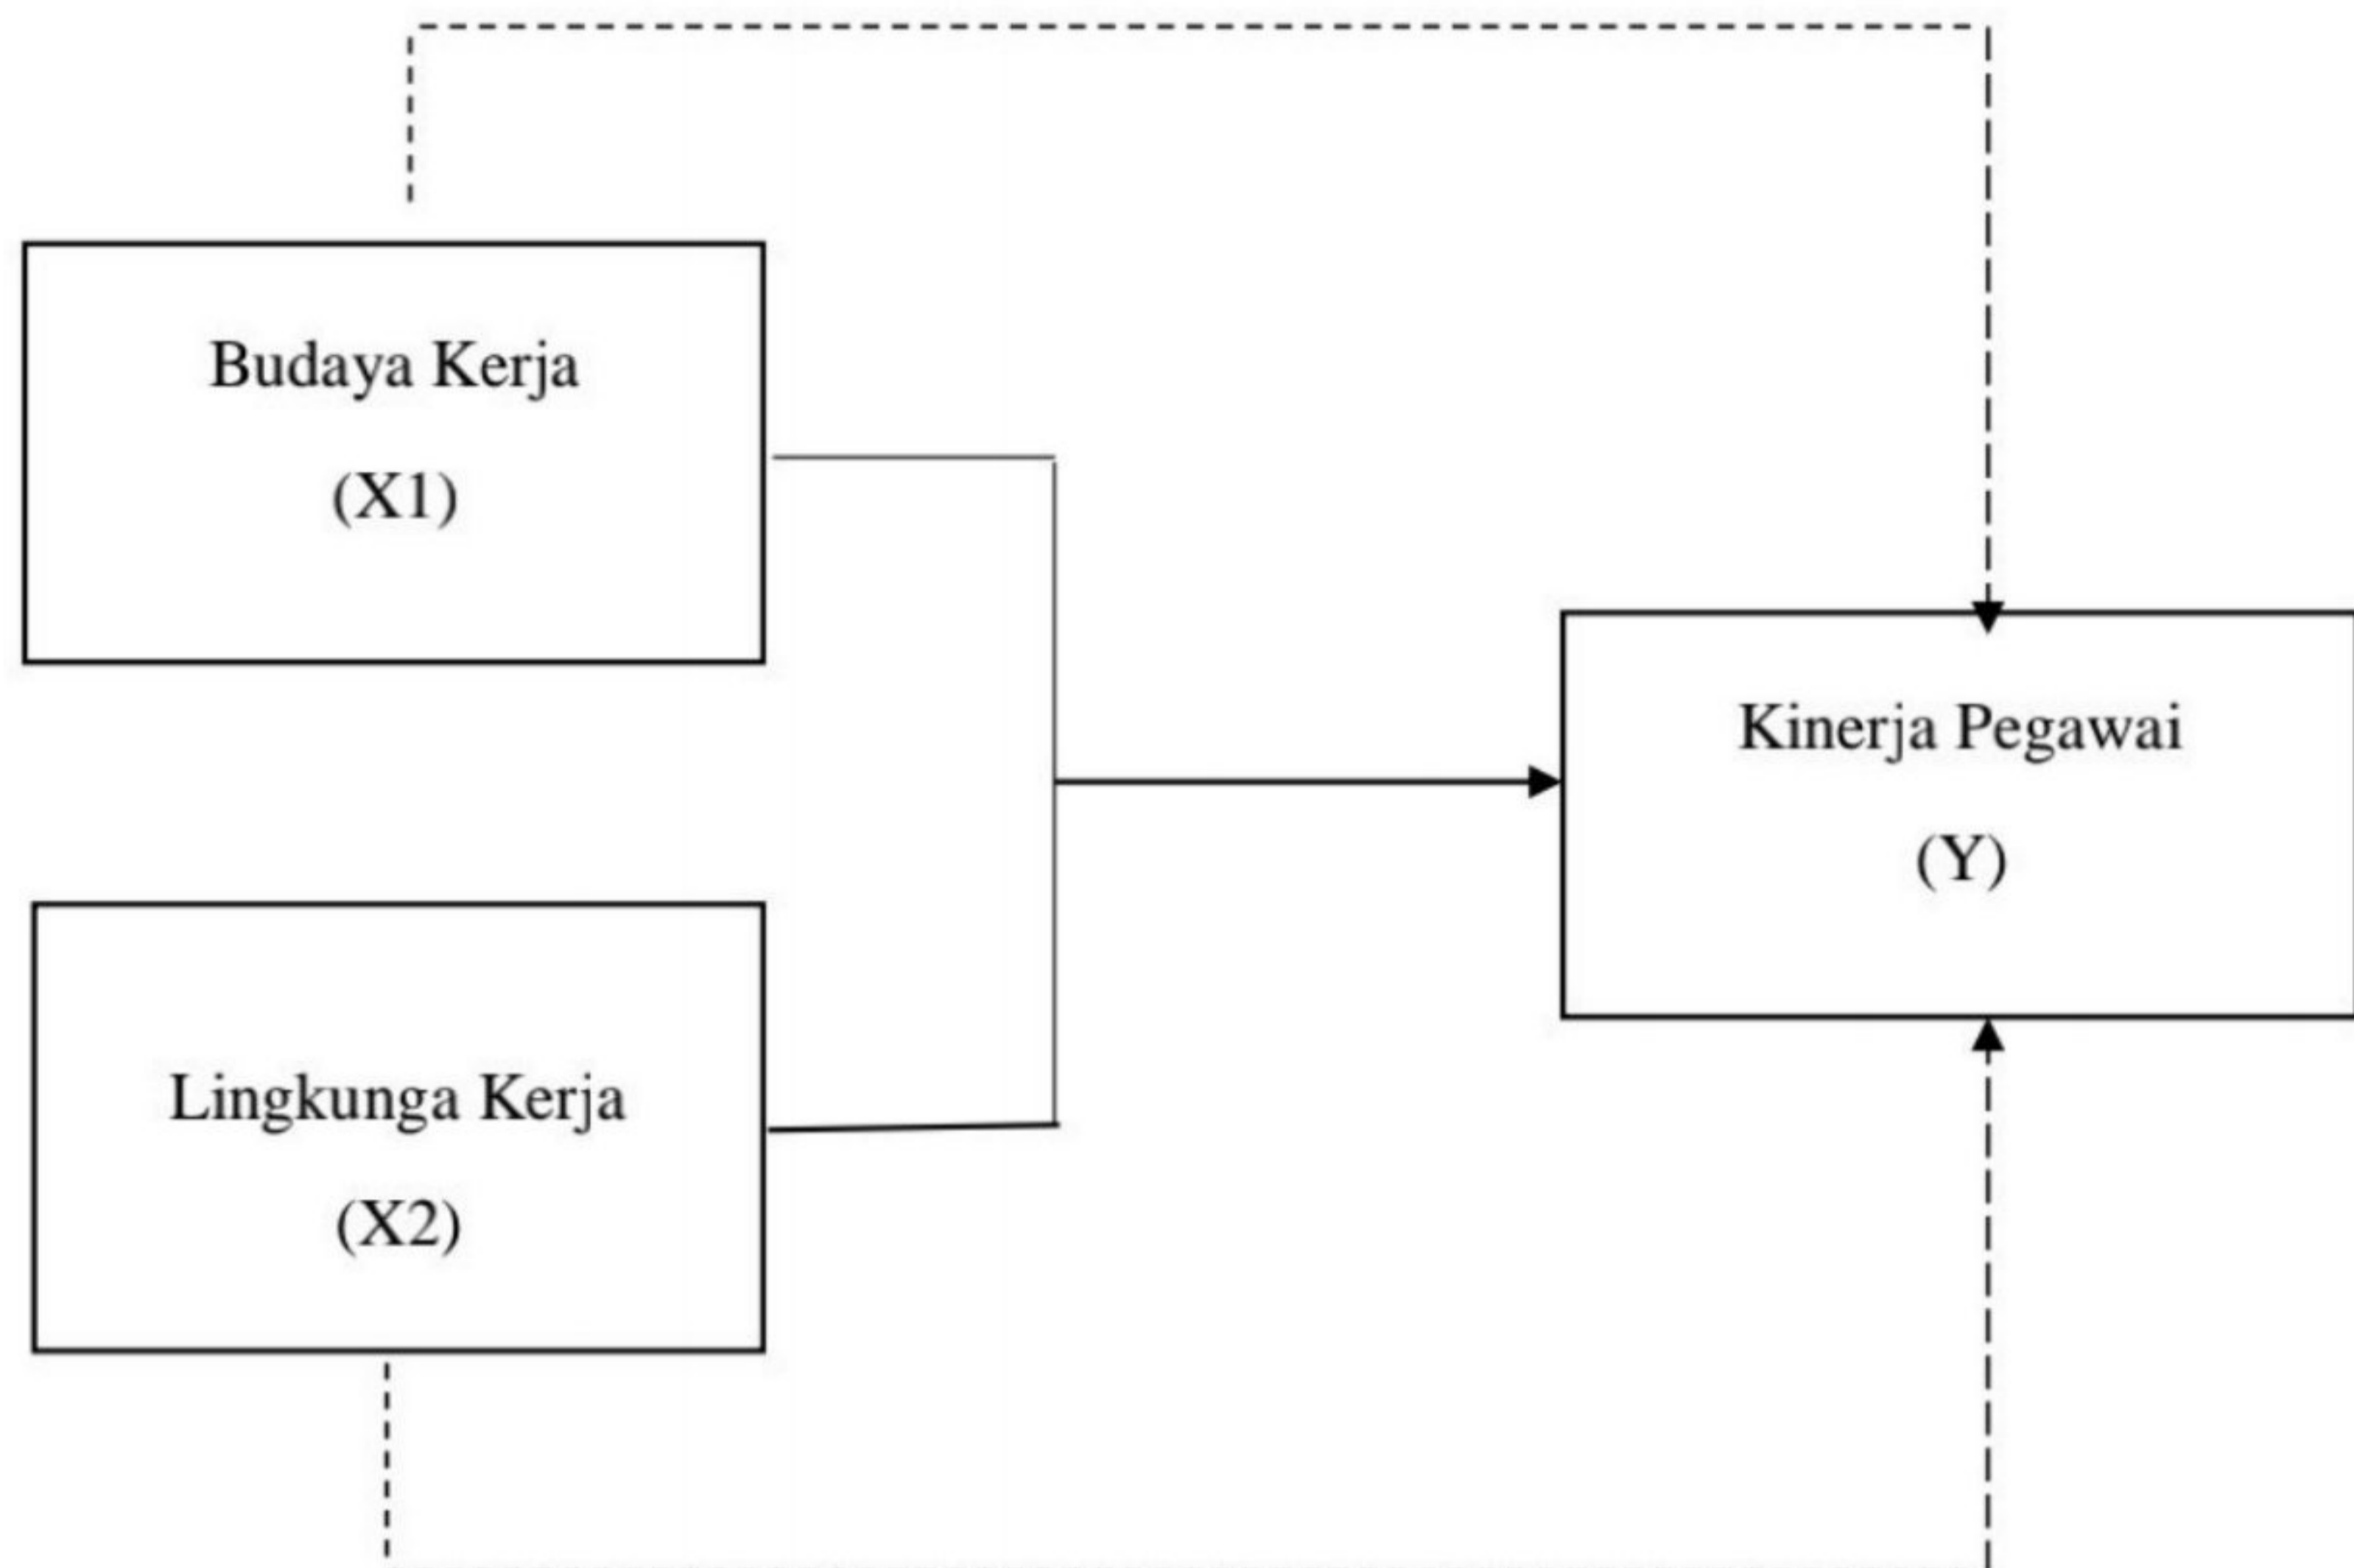 Budaya Kerja
(X1)
Kinerja Pegawai
(Y)
Lingkunga Kerja
(X2)